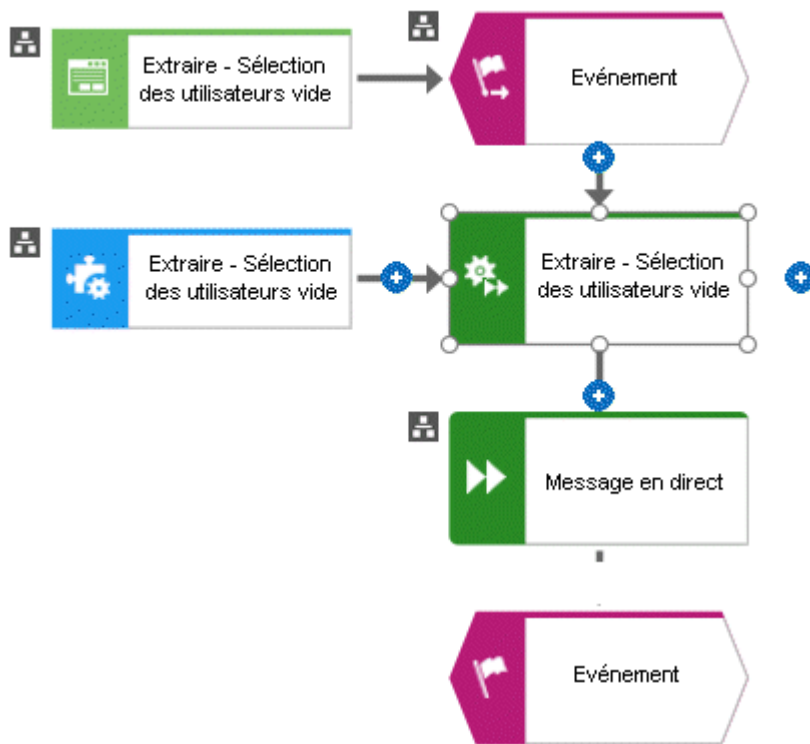 Extraire - Sélection
des utilisateurs vide
Evénement
Extraire - Sélection
des utilisateurs vide
Extraire - Sélection
des utilisateurs vide
Message en direct
Evénement